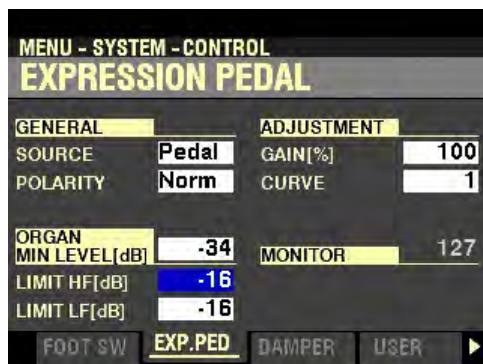 MENU - SYSTEM - CONTROL
EXPRESSION PEDAL
GENERAL
SOURCE Pedal
POLARITY Norm
ADJUSTMENT
GAIN[%] 100
CURVE 1
ORGAN
MIN LEVEL[dB] -34
LIMIT HF[dB] -16
LIMIT LF[dB] -16
MONITOR 127
FOOT SW EXP.PED DAMPER USER